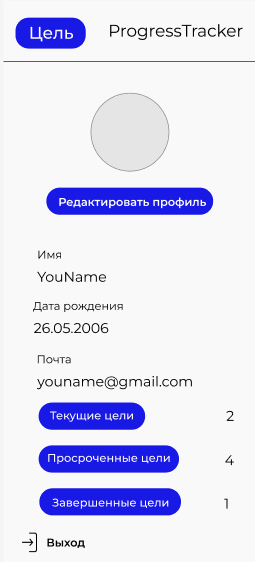 Цель ProgressTracker
Редактировать профиль
Имя
YouName
Дата рождения
26.05.2006
Почта
youname@gmail.com
Текущие цели 2
Просроченные цели 4
Завершенные цели 1
Выход